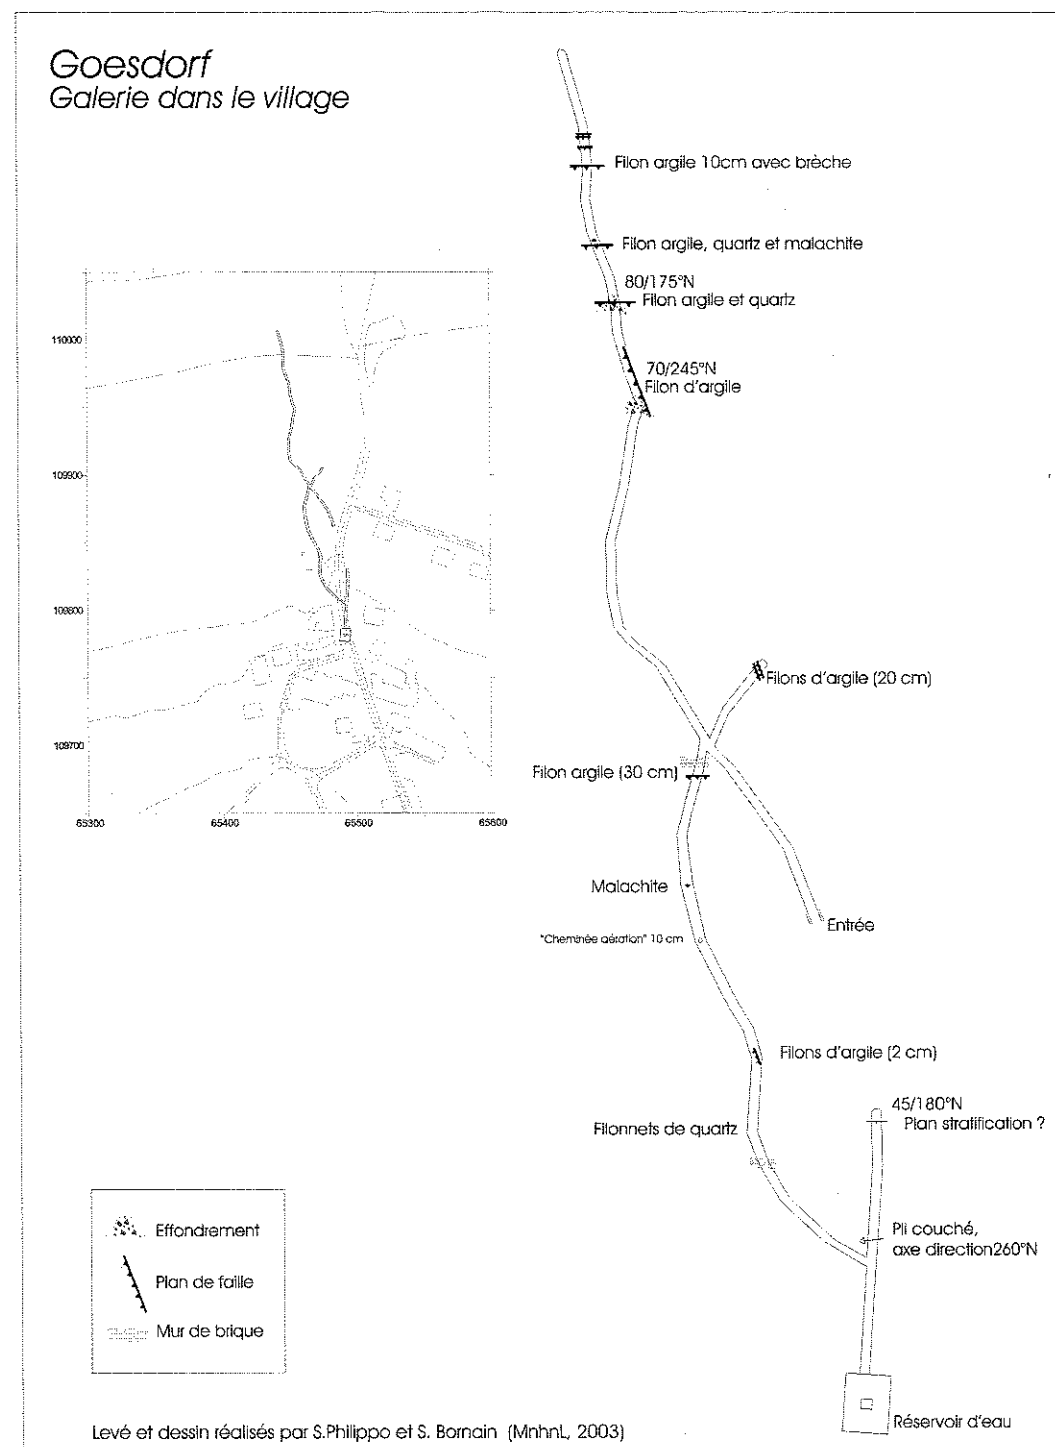 Goesdorf
Galerie dans le village
Filon argile 10cm avec brèche
Filon argile, quartz et malachite
80/175°N
Filon argile et quartz
70/245°N
Filon d'argile
110000
109900
109800
109700
65300
65400
65500
65600
Filons d'argile (20 cm)
Filon argile (30 cm)
Malachite
Entrée
"Cheminée aération" 10 cm
Filons d'argile (2 cm)
45/180°N
Plan stratification ?
Filonnets de quartz
Pli couché,
axe direction260°N
Effondrement
Plan de faille
Mur de brique
Réservoir d'eau
Levé et dessin réalisés par S.Philippo et S. Bornain (MnhnL, 2003)